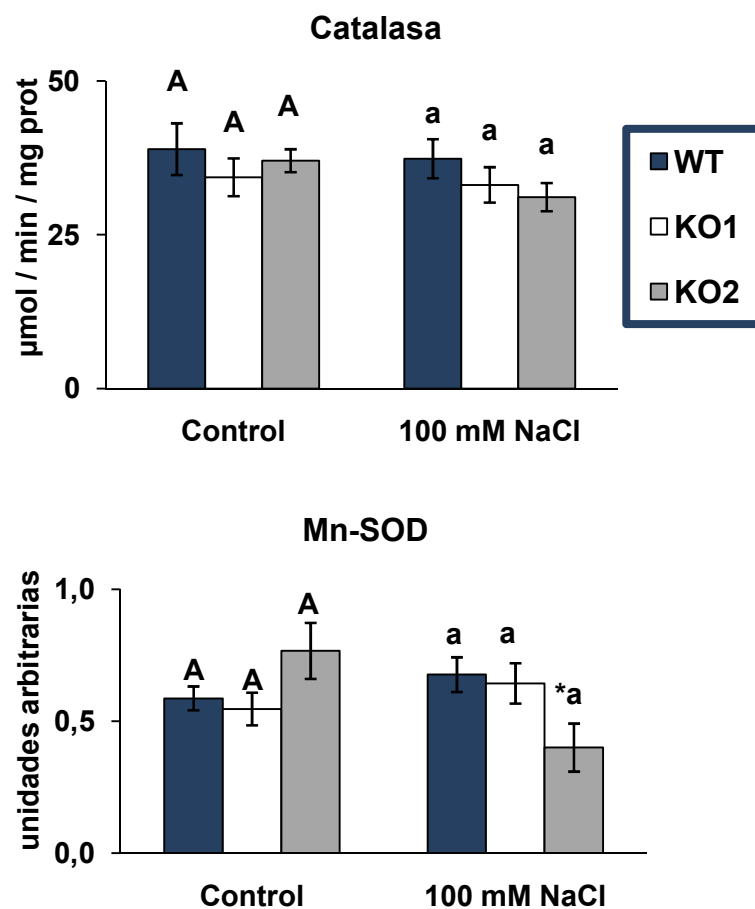 Catalasa
µmol / min / mg prot
50
25
0
A A A
a a a
Control
100 mM NaCl
WT
KO1
KO2
Mn-SOD
unidades arbitrarias
1,0
0,5
0,0
A A A
a a *a
Control
100 mM NaCl